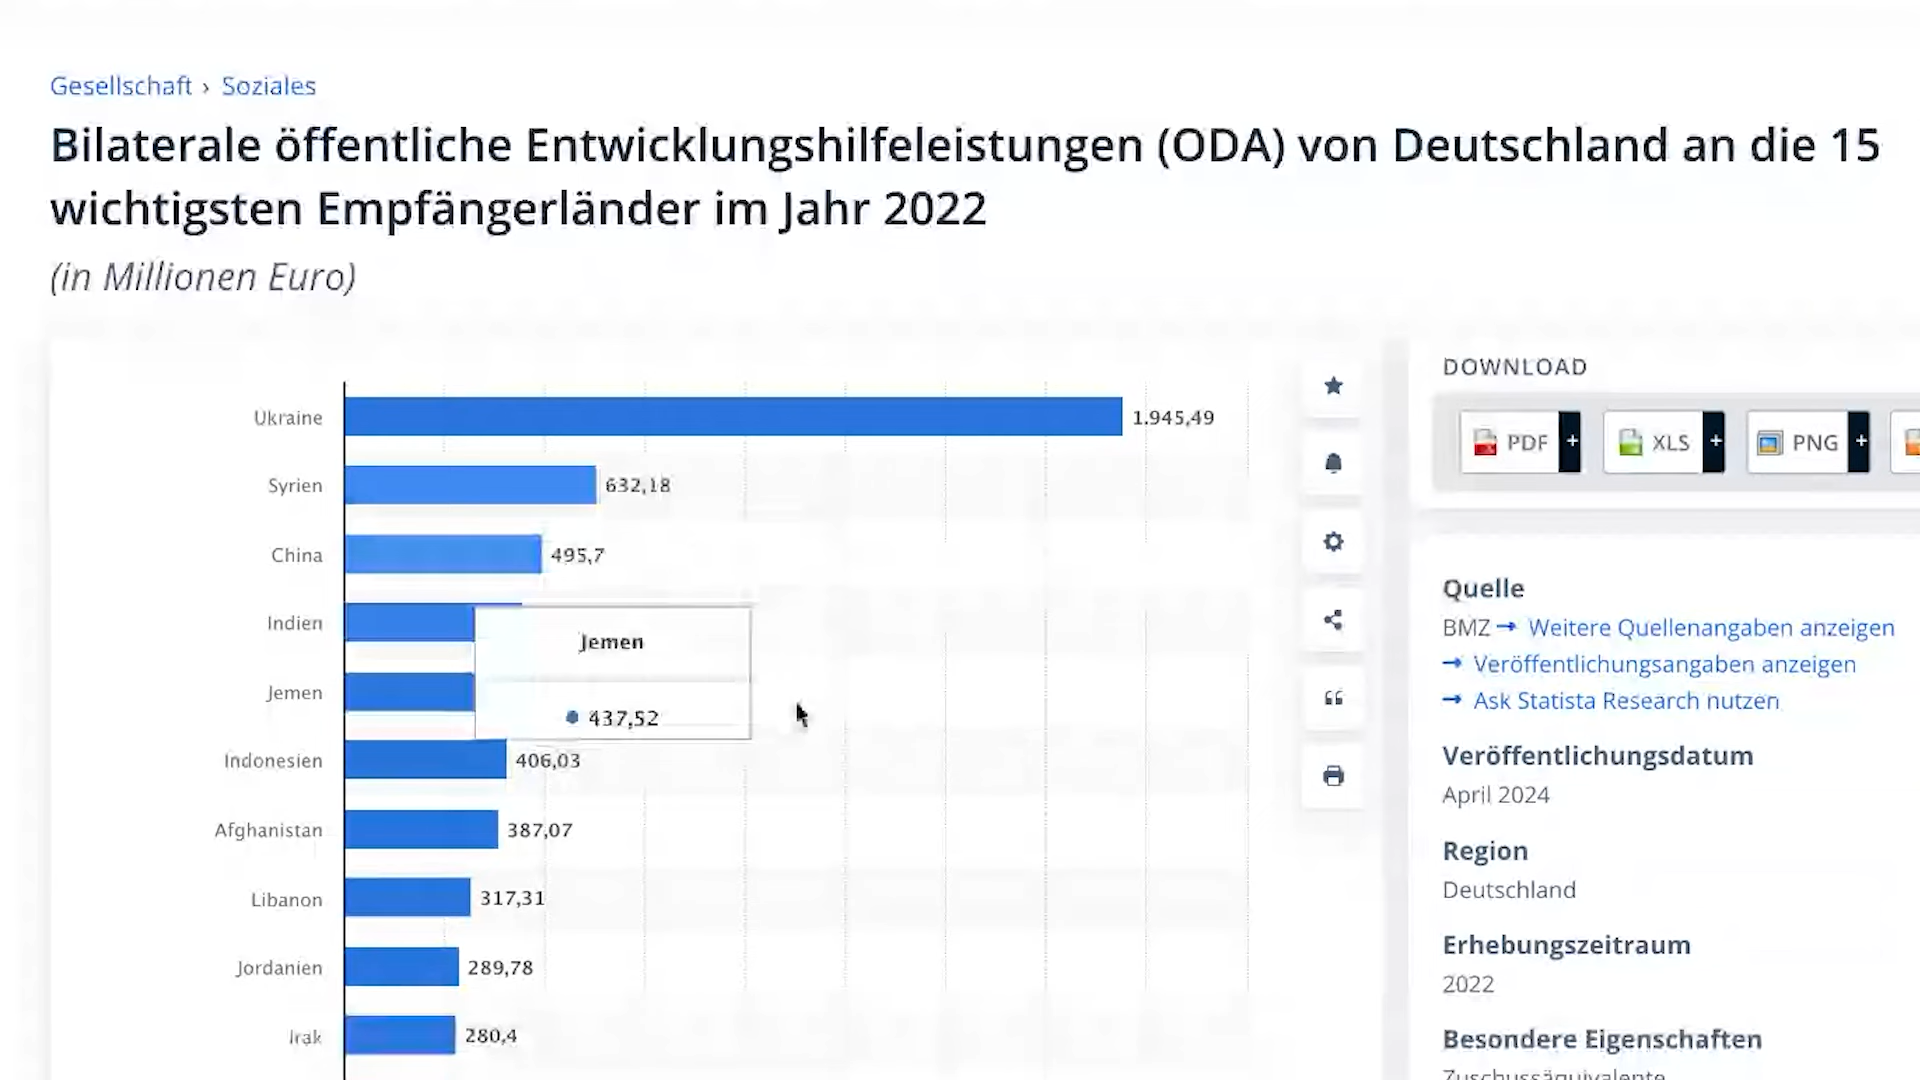 Gesellschaft › Soziales
Bilaterale öffentliche Entwicklungshilfeleistungen (ODA) von Deutschland an die 15
wichtigsten Empfängerländer im Jahr 2022
(in Millionen Euro)
Ukraine 1.945,49
Syrien 632,18
China 495,7
Indien
Jemen
Jemen
437,52
Indonesien 406,03
Afghanistan 387,07
Libanon 317,31
Jordanien 289,78
Irak 280,4
DOWNLOAD
PDF + XLS + PNG +
Quelle
BMZ → Weitere Quellenangaben anzeigen
→ Veröffentlichungsangaben anzeigen
→ Ask Statista Research nutzen
Veröffentlichungsdatum
April 2024
Region
Deutschland
Erhebungszeitraum
2022
Besondere Eigenschaften
Zuschussäquivalente